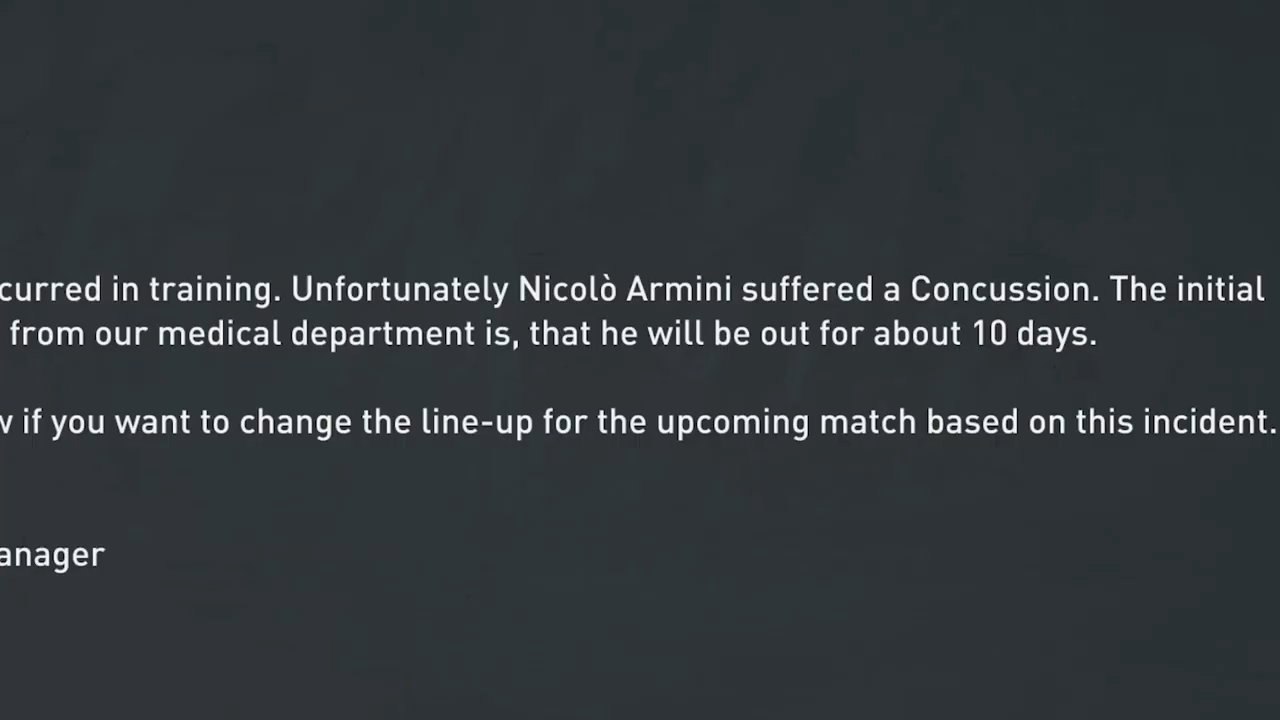 curred in training. Unfortunately Nicolò Armini suffered a Concussion. The initial
from our medical department is, that he will be out for about 10 days.
w if you want to change the line-up for the upcoming match based on this incident.
anager